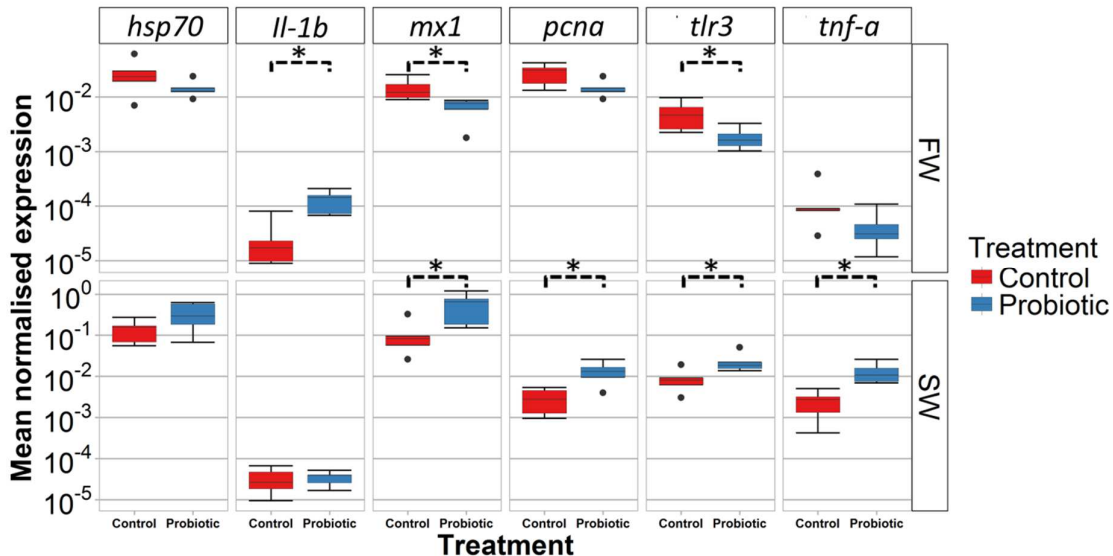 hsp70 Il-1b mx1 pcna tlr3 tnf-a
* * *
10⁻²
10⁻³
10⁻⁴
10⁻⁵
FW
* * * *
10⁰
10⁻¹
10⁻²
10⁻³
10⁻⁴
10⁻⁵
SW
Mean normalised expression
Control Probiotic Control Probiotic Control Probiotic Control Probiotic Control Probiotic Control Probiotic
Treatment
Treatment
Control
Probiotic